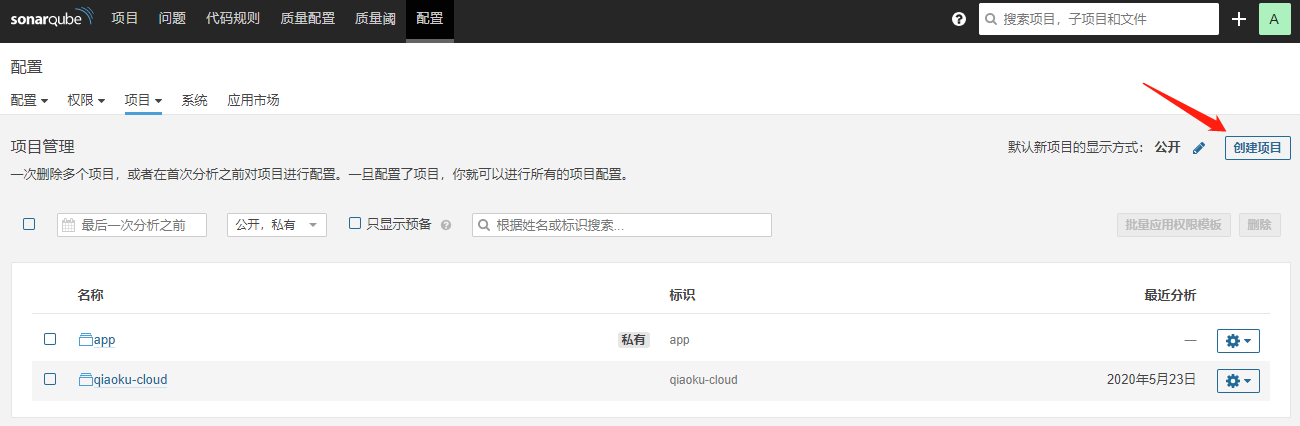 sonarqube 项目 问题 代码规则 质量配置 质量阈 配置 ? 搜索项目，子项目和文件 + A
配置
配置 权限 项目 系统 应用市场
项目管理 默认新项目的显示方式： 公开 创建项目
一次删除多个项目，或者在首次分析之前对项目进行配置。一旦配置了项目，你就可以进行所有的项目配置。
最后一次分析之前 公开，私有 只显示预备 ? 根据姓名或标识搜索... 批量应用权限模板 删除
名称 标识 最近分析
app 私有 app —
qiaoku-cloud qiaoku-cloud 2020年5月23日